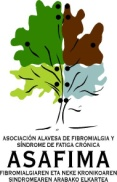 ASOCIACIÓN ALAVESA DE FIBROMIALGIA Y
SÍNDROME DE FATIGA CRÓNICA
ASAFIMA
FIBROMIALGIAREN ETA NEKE KRONIKOAREN
SINDROMEAREN ARABAKO ELKARTEA